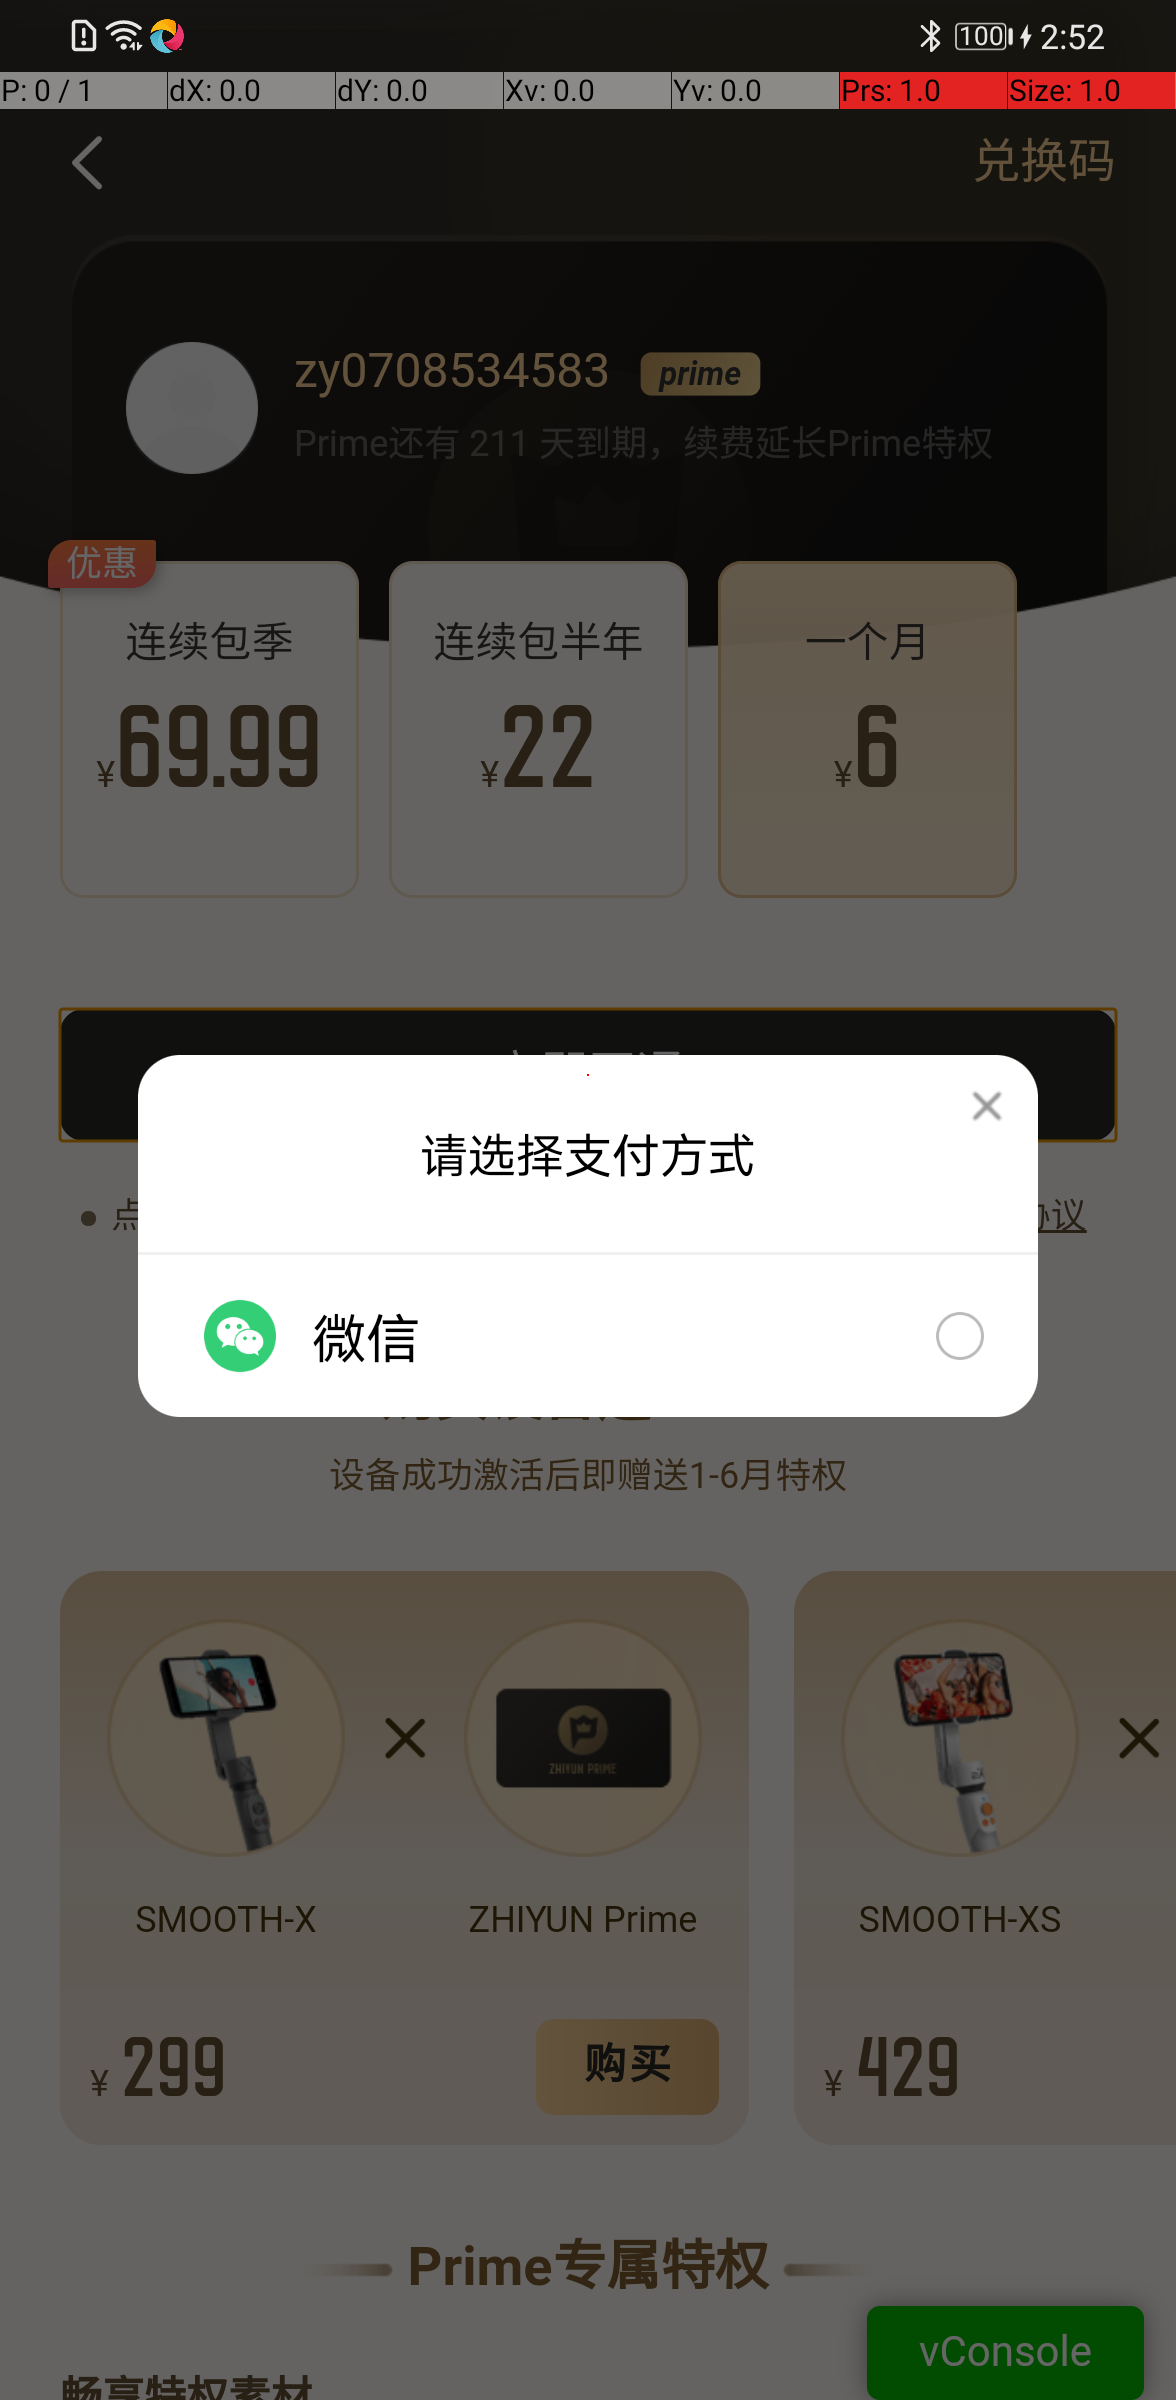 2:52
100
P: 0 / 1
dX: 0.0
dY: 0.0
Xv: 0.0
Yv: 0.0
Prs: 1.0
Size: 1.0
兑换码
zy0708534583
prime
Prime还有 211 天到期，续费延长Prime特权
优惠
连续包季
¥69.99
连续包半年
¥22
一个月
¥6
请选择支付方式
点
协议
微信
设备成功激活后即赠送1-6月特权
ZHIYUN PRIME
SMOOTH-X
ZHIYUN Prime
SMOOTH-XS
¥ 299
购买
¥ 429
Prime专属特权
vConsole
畅享特权素材